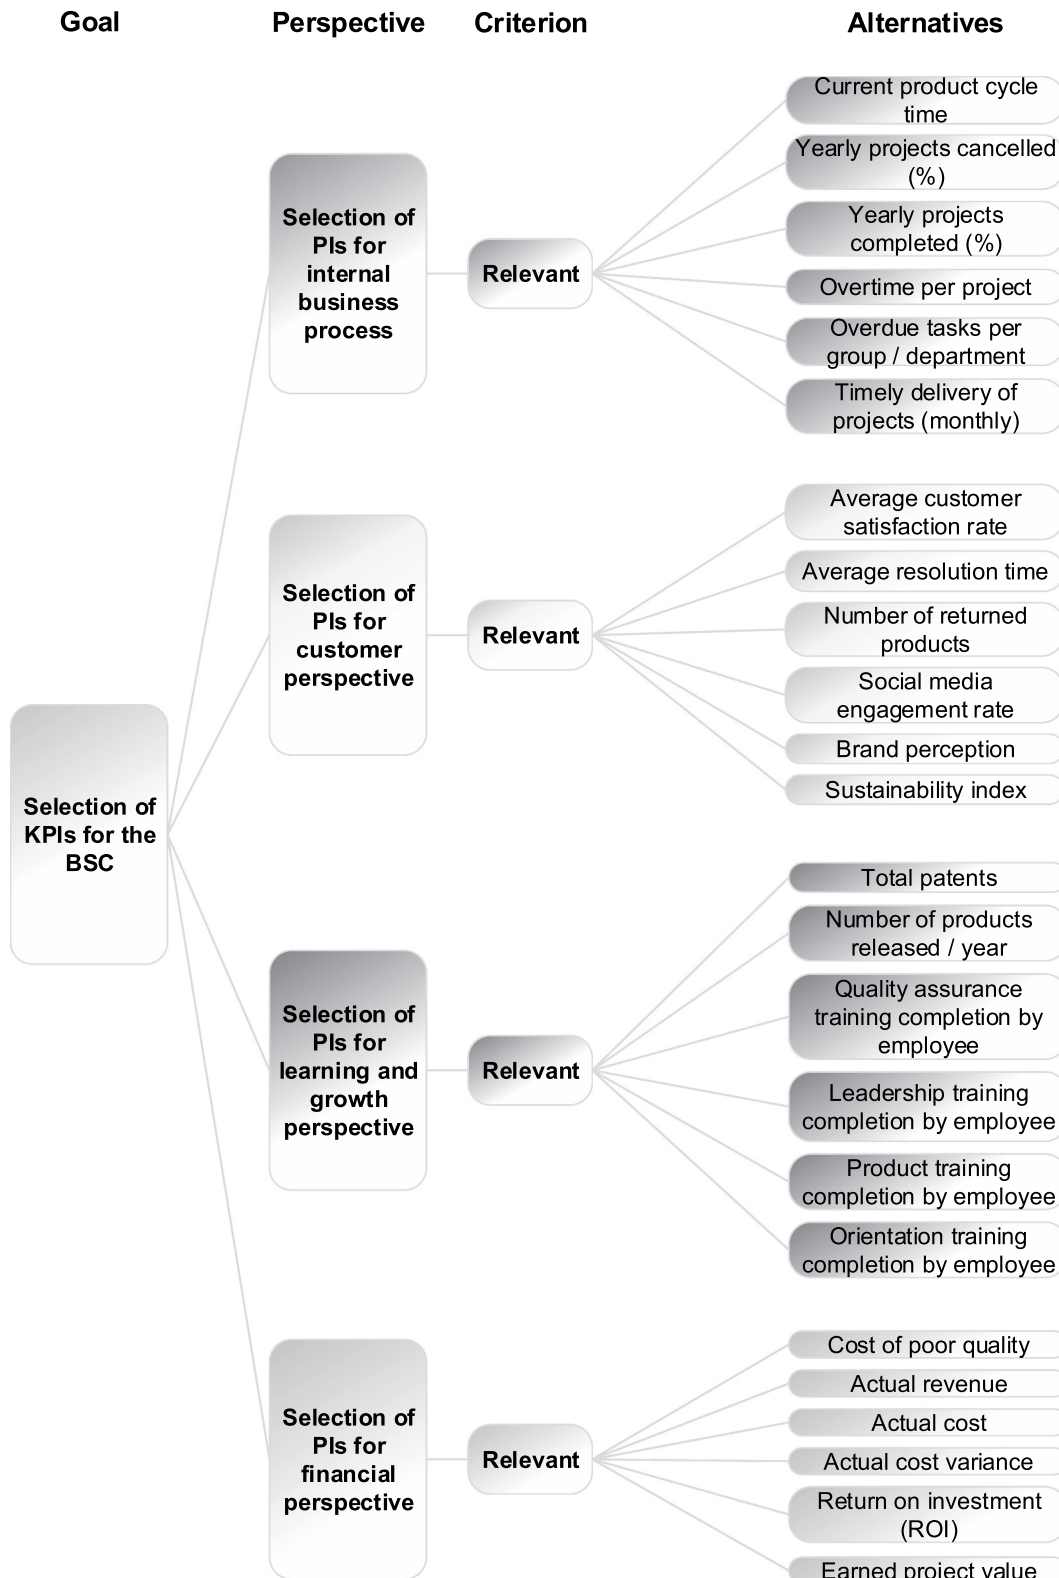 Goal
Perspective
Criterion
Alternatives
Selection of
KPIs for the
BSC
Selection of
PIs for
internal
business
process
Relevant
Current product cycle
time
Yearly projects cancelled
(%)
Yearly projects
completed (%)
Overtime per project
Overdue tasks per
group / department
Timely delivery of
projects (monthly)
Selection of
PIs for
customer
perspective
Relevant
Average customer
satisfaction rate
Average resolution time
Number of returned
products
Social media
engagement rate
Brand perception
Sustainability index
Selection of
PIs for
learning and
growth
perspective
Relevant
Total patents
Number of products
released / year
Quality assurance
training completion by
employee
Leadership training
completion by employee
Product training
completion by employee
Orientation training
completion by employee
Selection of
PIs for
financial
perspective
Relevant
Cost of poor quality
Actual revenue
Actual cost
Actual cost variance
Return on investment
(ROI)
Earned project value